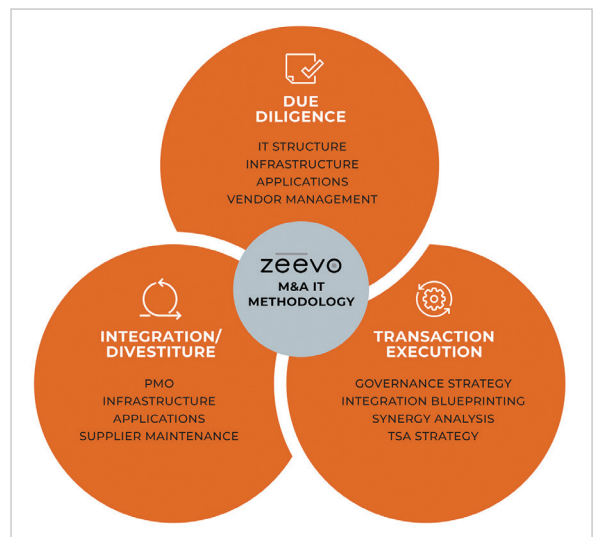 DUE
DILIGENCE
IT STRUCTURE
INFRASTRUCTURE
APPLICATIONS
VENDOR MANAGEMENT
zeevo
M&A IT
METHODOLOGY
INTEGRATION/
DIVESTITURE
PMO
INFRASTRUCTURE
APPLICATIONS
SUPPLIER MAINTENANCE
TRANSACTION
EXECUTION
GOVERNANCE STRATEGY
INTEGRATION BLUEPRINTING
SYNERGY ANALYSIS
TSA STRATEGY